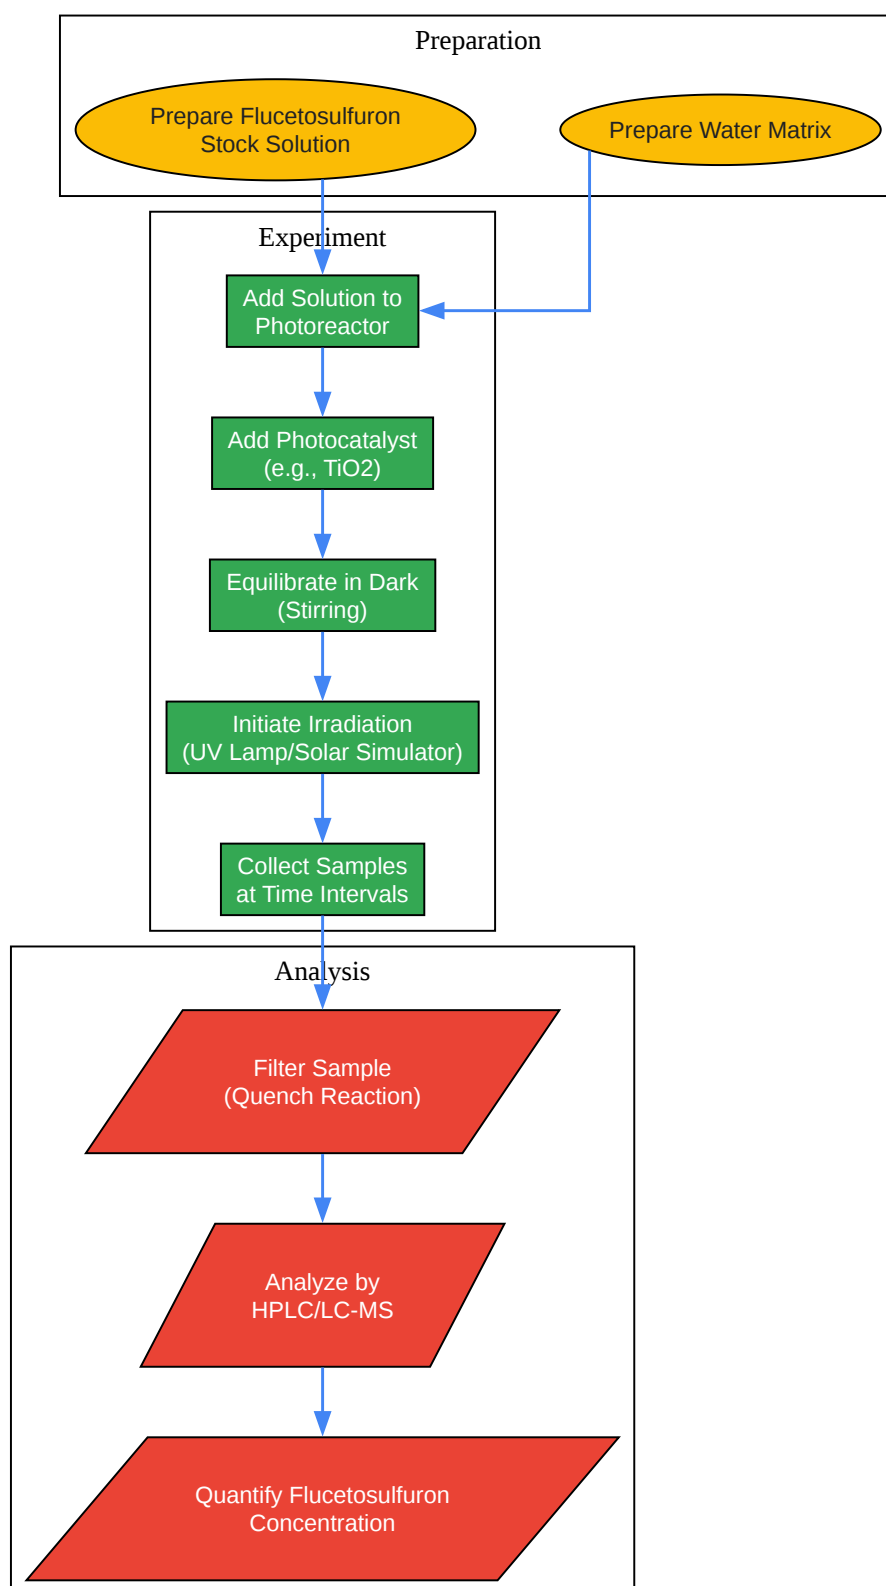 Preparation
Prepare Flucetosulfuron
Stock Solution
Prepare Water Matrix
Experiment
Add Solution to
Photoreactor
Add Photocatalyst
(e.g., TiO2)
Equilibrate in Dark
(Stirring)
Initiate Irradiation
(UV Lamp/Solar Simulator)
Collect Samples
at Time Intervals
Analysis
Filter Sample
(Quench Reaction)
Analyze by
HPLC/LC-MS
Quantify Flucetosulfuron
Concentration